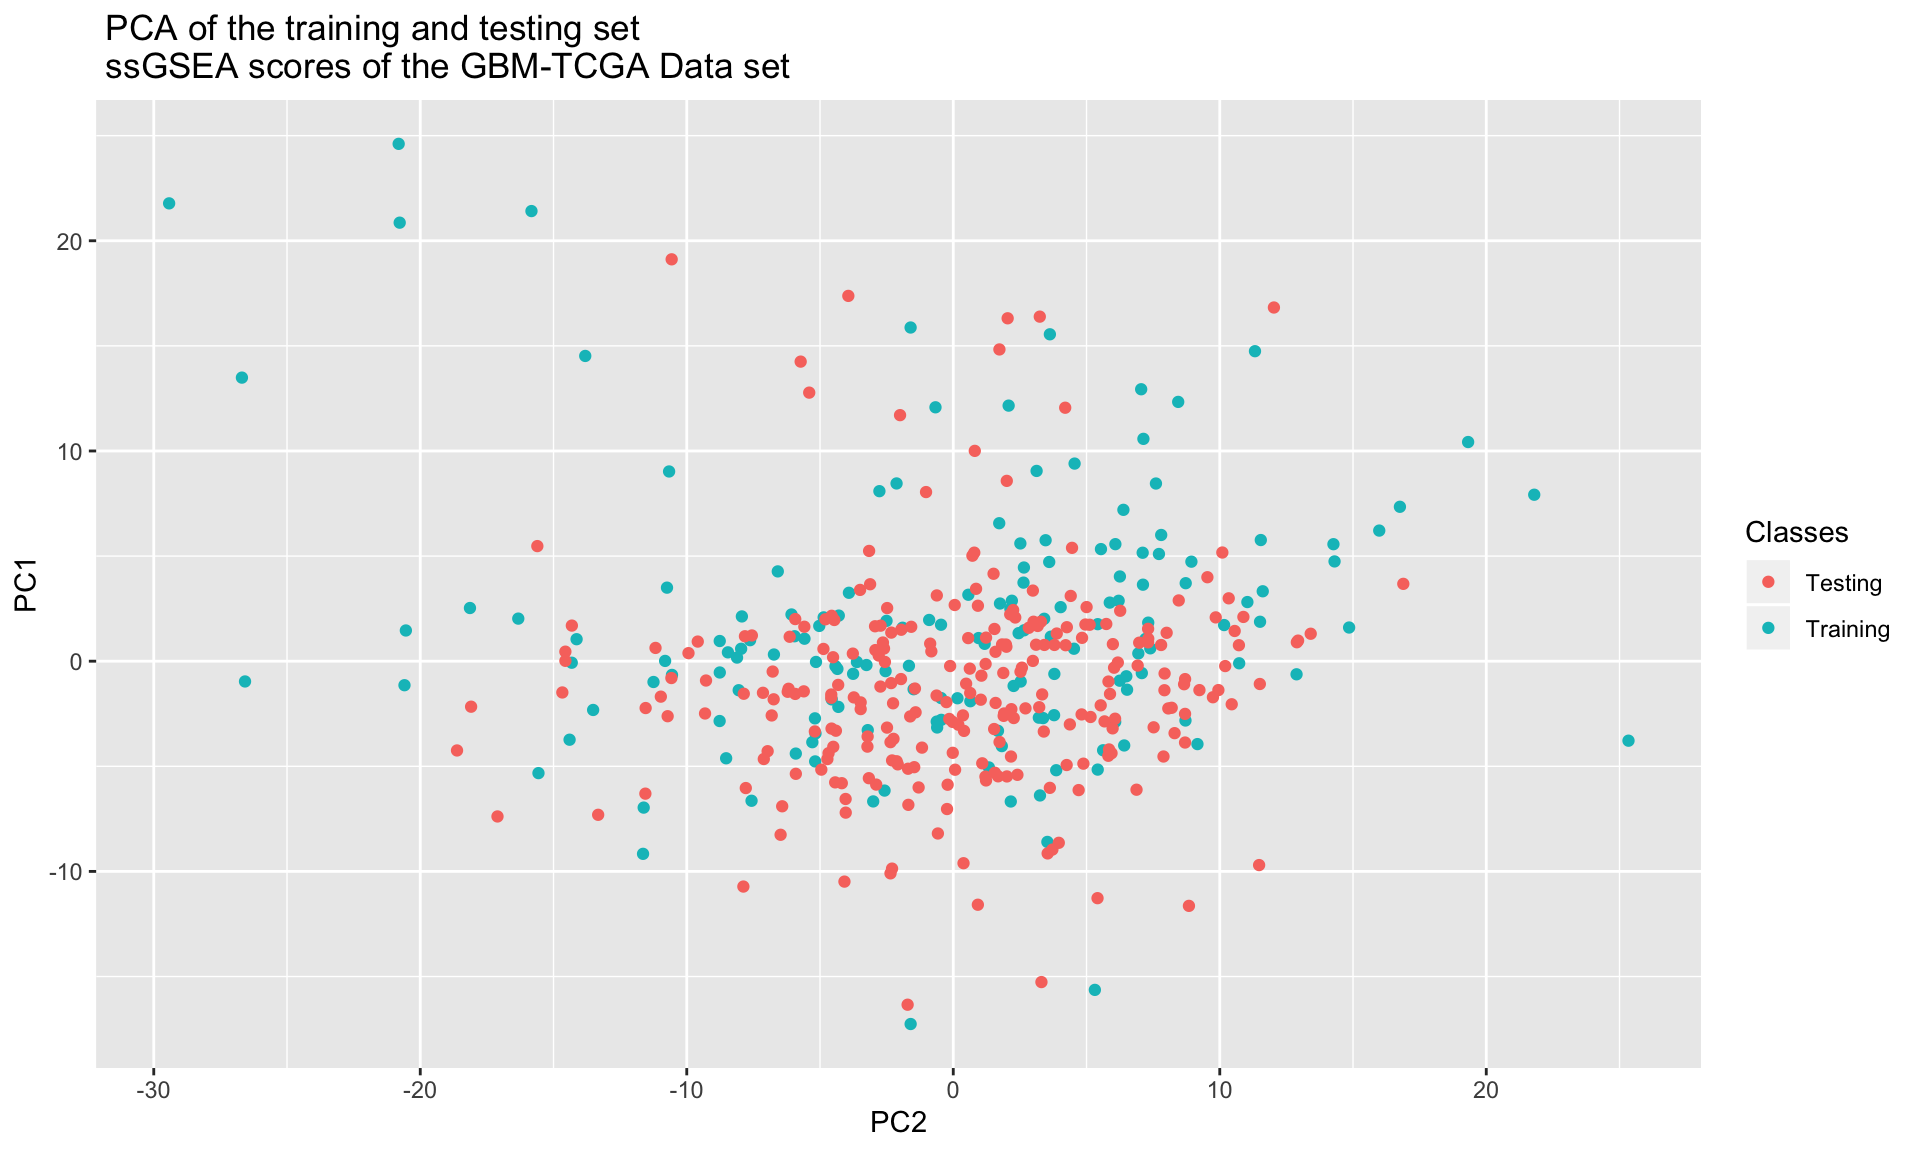 PCA of the training and testing set
ssGSEA scores of the GBM-TCGA Data set
PC1
20
10
0
-10
-30
-20
-10
0
10
20
PC2
Classes
Testing
Training